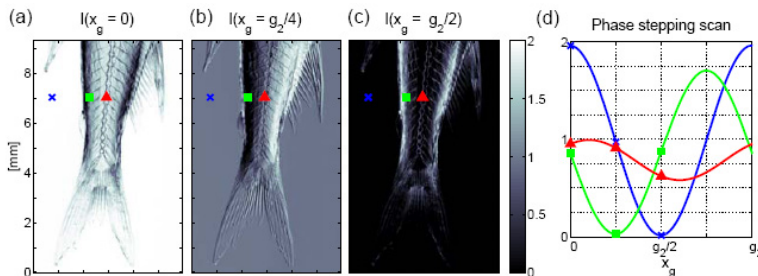 (a) I(x_g = 0)
(b) I(x_g = g_2/4)
(c) I(x_g = g_2/2)
(d) Phase stepping scan
[mm]
8
6
4
2
0
2
1.5
1
0.5
0
2
1
0
0 g_2/2 g_2
x_g